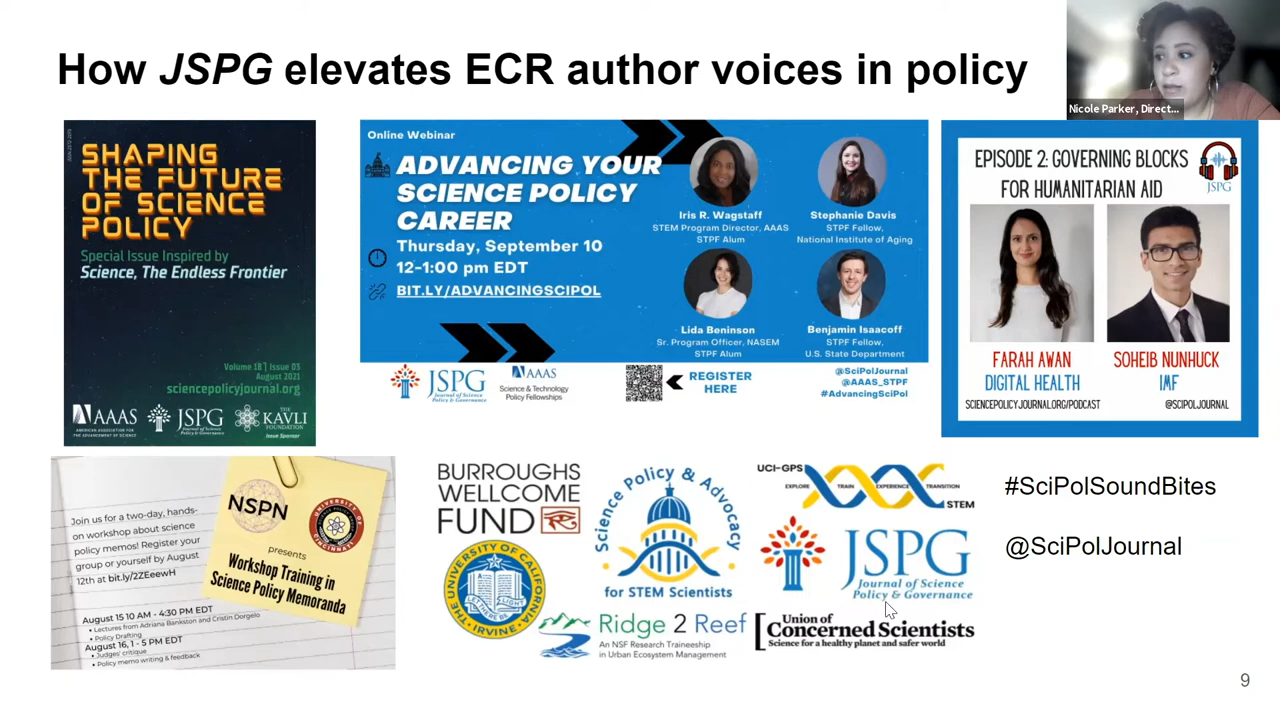 How JSPG elevates ECR author voices in policy
Nicole Parker, Direct...
SHAPING
THE FUTURE
OF SCIENCE
POLICY
Special Issue Inspired by
Science, The Endless Frontier
Volume 18 | Issue 03
August 2021
sciencepolicyjournal.org
AAAS
AMERICAN ASSOCIATION
FOR THE ADVANCEMENT OF SCIENCE
JSPG
Journal of Science
Policy & Governance
THE
KAVLI
FOUNDATION
Issue Sponsor
Online Webinar
ADVANCING YOUR
SCIENCE POLICY
CAREER
Thursday, September 10
12-1:00 pm EDT
BIT.LY/ADVANCINGSCIPOL
Iris R. Wagstaff
STEM Program Director, AAAS
STPF Alum
Stephanie Davis
STPF Fellow,
National Institute of Aging
Lida Beninson
Sr. Program Officer, NASEM
STPF Alum
Benjamin Isaacoff
STPF Fellow,
U.S. State Department
JSPG
Journal of Science
Policy & Governance
AAAS
Science & Technology
Policy Fellowships
REGISTER
HERE
@SciPolJournal
@AAAS_STPF
#AdvancingSciPol
EPISODE 2: GOVERNING BLOCKS
FOR HUMANITARIAN AID
JSPG
FARAH AWAN
DIGITAL HEALTH
SOHEIB NUNHUCK
IMF
SCIENCEPOLICYJOURNAL.ORG/PODCAST
@SCIPOLJOURNAL
Join us for a two-day, hands-
on workshop about science
policy memos! Register your
group or yourself by August
12th at bit.ly/2ZEeewH
NSPN
UNIVERSITY OF
CINCINNATI
presents
Workshop Training in
Science Policy Memoranda
August 15 10 AM - 4:30 PM EDT
• Lectures from Adriana Bankston and Cristin Dorgelo
• Policy Drafting
August 16, 1 - 5 PM EDT
• Judges' critique
• Policy memo writing & feedback
BURROUGHS
WELLCOME
FUND
Science Policy & Advocacy
for STEM Scientists
UCI-GPS
EXPLORE TRAIN EXPERIENCE TRANSITION
STEM
THE UNIVERSITY OF CALIFORNIA
LET THERE BE LIGHT
IRVINE
JSPG
Journal of Science
Policy & Governance
Ridge 2 Reef
An NSF Research Traineeship
in Urban Ecosystem Management
Union of
Concerned Scientists
Science for a healthy planet and safer world
#SciPolSoundBites
@SciPolJournal
9